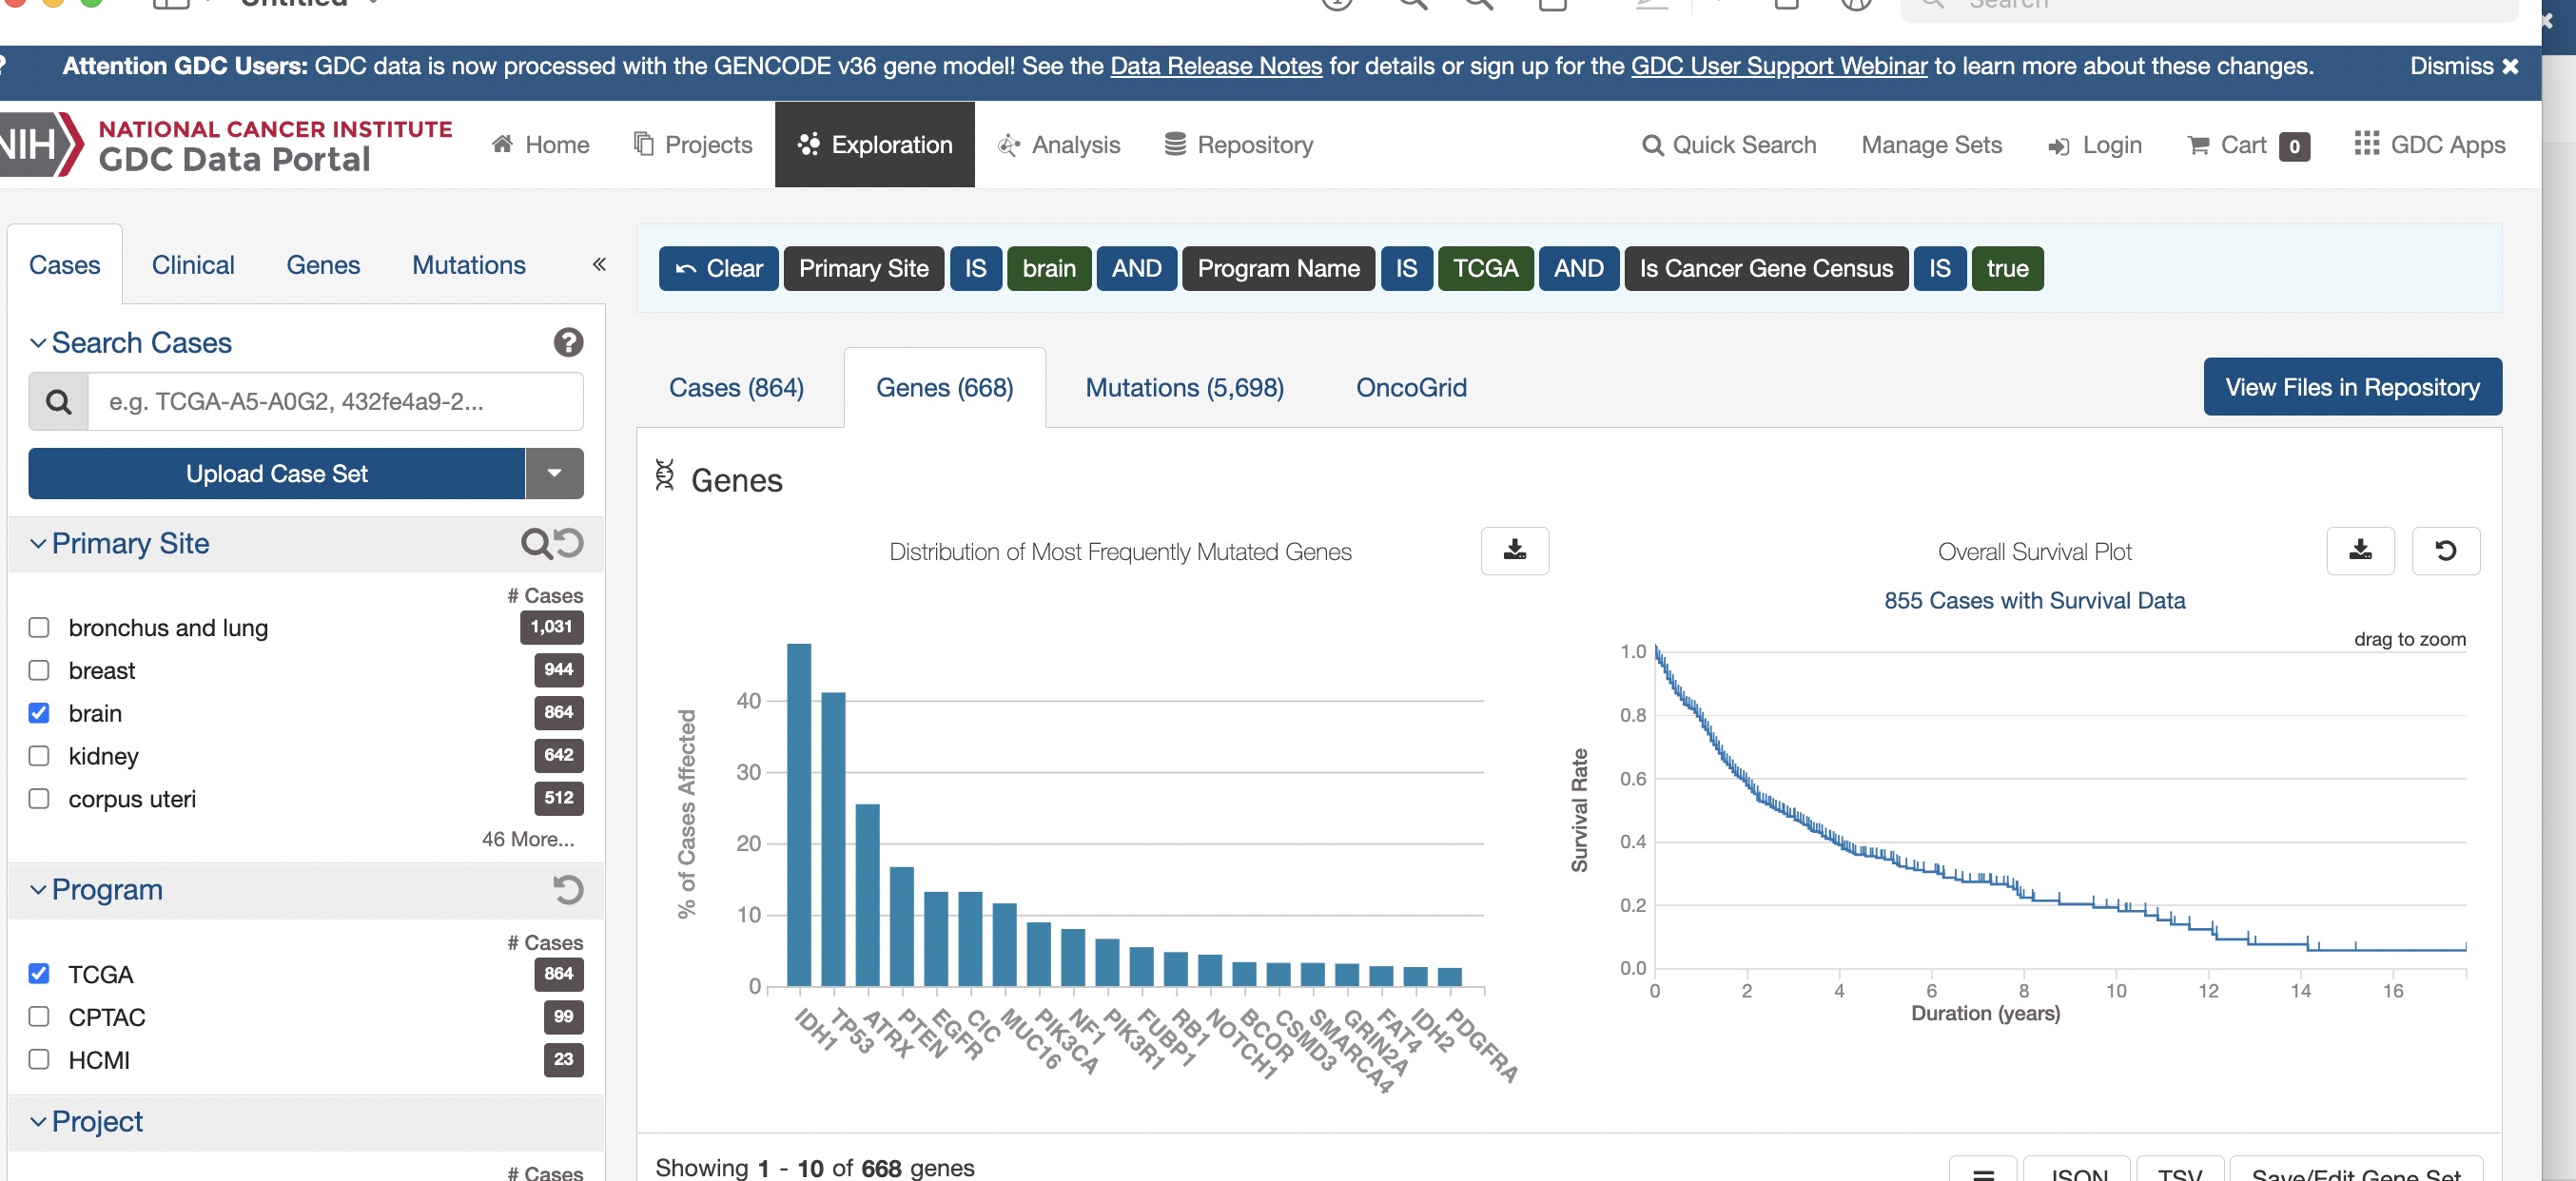 Untitled
Search
Attention GDC Users: GDC data is now processed with the GENCODE v36 gene model! See the Data Release Notes for details or sign up for the GDC User Support Webinar to learn more about these changes.
Dismiss
NIH
NATIONAL CANCER INSTITUTE
GDC Data Portal
Home
Projects
Exploration
Analysis
Repository
Quick Search
Manage Sets
Login
Cart 0
GDC Apps
Cases
Clinical
Genes
Mutations
«
Search Cases
e.g. TCGA-A5-A0G2, 432fe4a9-2...
Upload Case Set
Primary Site
# Cases
bronchus and lung 1,031
breast 944
brain 864
kidney 642
corpus uteri 512
46 More...
Program
# Cases
TCGA 864
CPTAC 99
HCMI 23
Project
# Cases
Clear Primary Site IS brain AND Program Name IS TCGA AND Is Cancer Gene Census IS true
Cases (864)
Genes (668)
Mutations (5,698)
OncoGrid
View Files in Repository
Genes
Distribution of Most Frequently Mutated Genes
% of Cases Affected
40
30
20
10
0
IDH1
TP53
ATRX
PTEN
EGFR
CIC
MUC16
PIK3CA
NF1
PIK3R1
FUBP1
RB1
NOTCH1
BCOR
CSMD3
SMARCA4
GRIN2A
FAT4
IDH2
PDGFRA
Overall Survival Plot
855 Cases with Survival Data
drag to zoom
Survival Rate
1.0
0.8
0.6
0.4
0.2
0.0
0 2 4 6 8 10 12 14 16
Duration (years)
Showing 1 - 10 of 668 genes
JSON
TSV
Save/Edit Gene Set